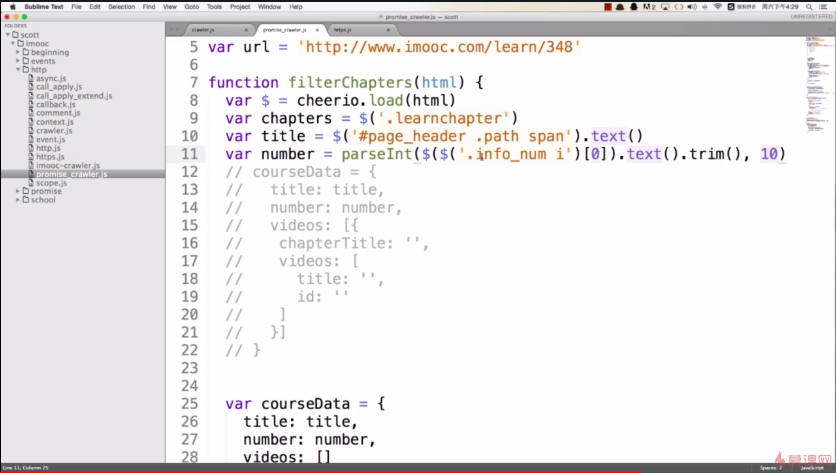 Sublime Text File Edit Selection Find View Goto Tools Project Window Help
周六下午4:29
promise_crawler.js — scott
UNREGISTERED
FOLDERS
scott
imooc
beginning
events
http
async.js
call_apply.js
call_apply_extend.js
callback.js
comment.js
context.js
crawler.js
event.js
http.js
https.js
imooc-crawler.js
promise_crawler.js
scope.js
promise
school
crawler.js
promise_crawler.js
https.js
5 var url = 'http://www.imooc.com/learn/348'
6
7 function filterChapters(html) {
8 var $ = cheerio.load(html)
9 var chapters = $('.learnchapter')
10 var title = $('#page_header .path span').text()
11 var number = parseInt($($('.info_num i')[0]).text().trim(), 10)
12 // courseData = {
13 // title: title,
14 // number: number,
15 // videos: [{
16 // chapterTitle: '',
17 // videos: [
18 // title: '',
19 // id: ''
20 // ]
21 // }]
22 // }
23
24
25 var courseData = {
26 title: title,
27 number: number,
28 videos: []
Line 11, Column 25
Spaces: 2
JavaScript
慕课网